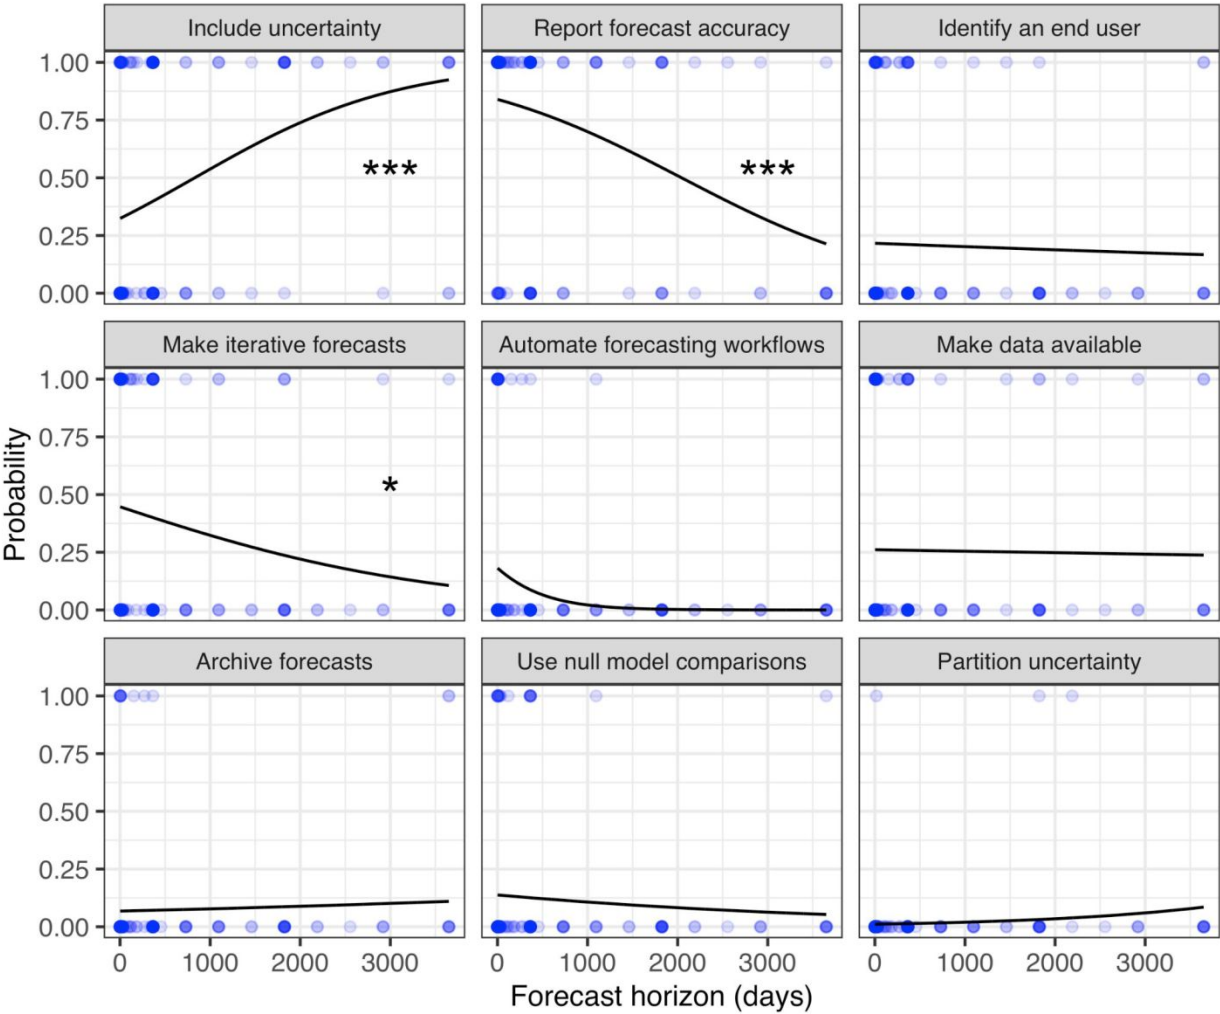 Include uncertainty
Report forecast accuracy
Identify an end user
1.00
0.75
0.50
0.25
0.00
***
***
Make iterative forecasts
Automate forecasting workflows
Make data available
1.00
0.75
0.50
0.25
0.00
*
Probability
Archive forecasts
Use null model comparisons
Partition uncertainty
1.00
0.75
0.50
0.25
0.00
0 1000 2000 3000
0 1000 2000 3000
0 1000 2000 3000
Forecast horizon (days)